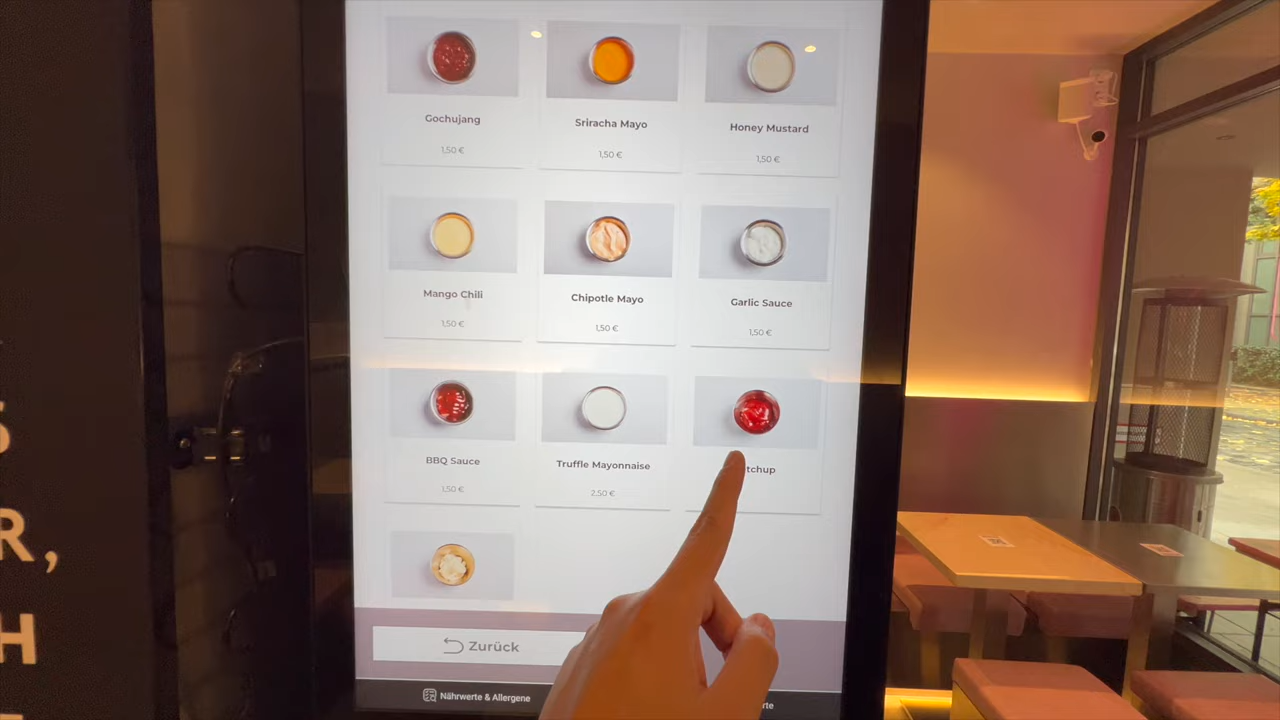 Gochujang
Sriracha Mayo
Honey Mustard
1,50 €
1,50 €
1,50 €
Mango Chili
Chipotle Mayo
Garlic Sauce
1,50 €
1,50 €
1,50 €
BBQ Sauce
Truffle Mayonnaise
tchup
1,50 €
2,50 €
R,
H
Zurück
Nährwerte & Allergene
rte